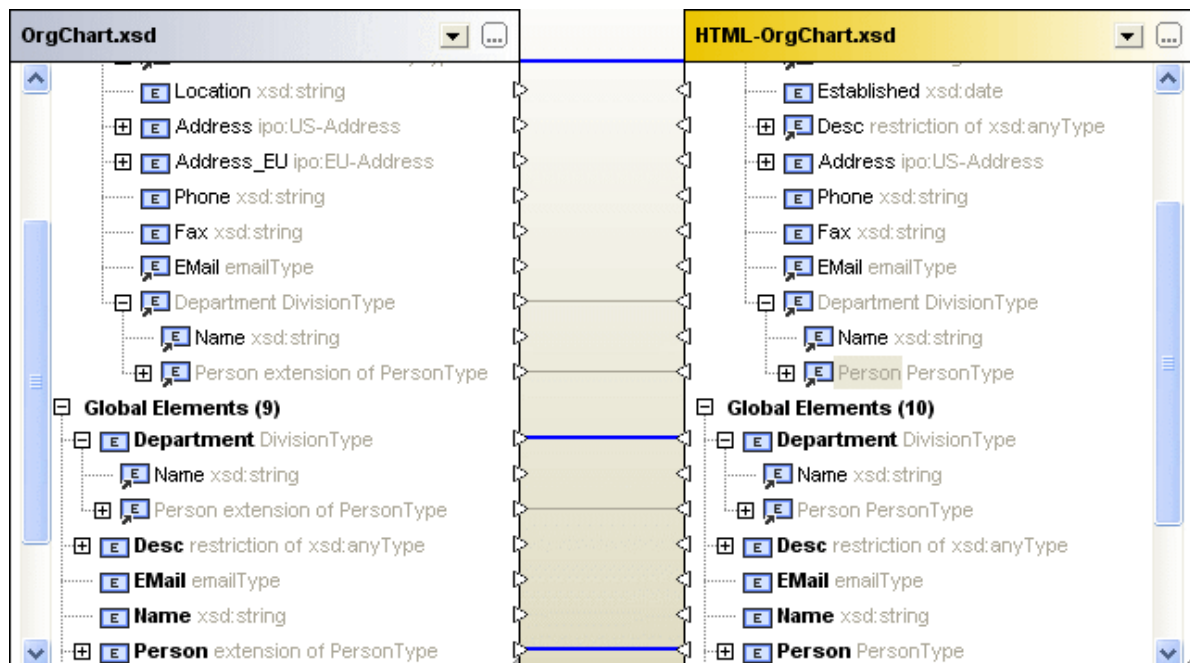 OrgChart.xsd
...
Location xsd:string
Address ipo:US-Address
Address_EU ipo:EU-Address
Phone xsd:string
Fax xsd:string
EMail emailType
Department DivisionType
Name xsd:string
Person extension of PersonType
Global Elements (9)
Department DivisionType
Name xsd:string
Person extension of PersonType
Desc restriction of xsd:anyType
EMail emailType
Name xsd:string
Person extension of PersonType
HTML-OrgChart.xsd
...
Established xsd:date
Desc restriction of xsd:anyType
Address ipo:US-Address
Phone xsd:string
Fax xsd:string
EMail emailType
Department DivisionType
Name xsd:string
Person PersonType
Global Elements (10)
Department DivisionType
Name xsd:string
Person PersonType
Desc restriction of xsd:anyType
EMail emailType
Name xsd:string
Person PersonType